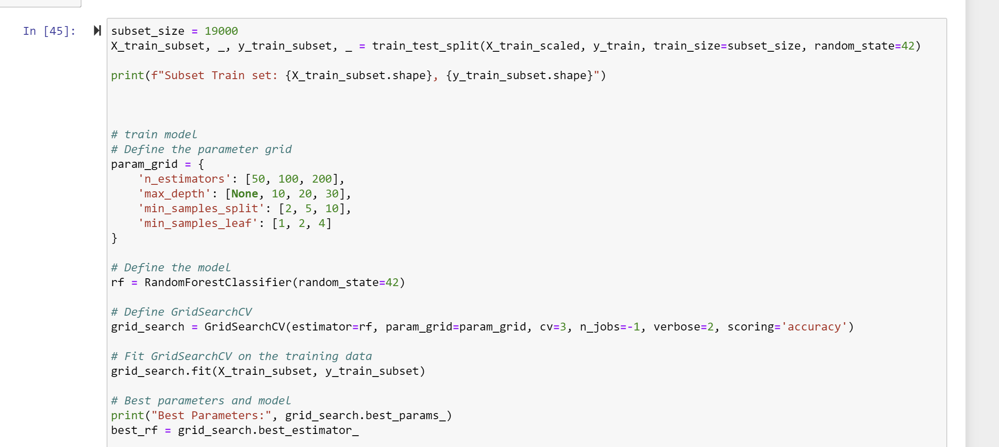 In [45]:
subset_size = 19000
X_train_subset, _, y_train_subset, _ = train_test_split(X_train_scaled, y_train, train_size=subset_size, random_state=42)
print(f"Subset Train set: {X_train_subset.shape}, {y_train_subset.shape}")
# train model
# Define the parameter grid
param_grid = {
    'n_estimators': [50, 100, 200],
    'max_depth': [None, 10, 20, 30],
    'min_samples_split': [2, 5, 10],
    'min_samples_leaf': [1, 2, 4]
}
# Define the model
rf = RandomForestClassifier(random_state=42)
# Define GridSearchCV
grid_search = GridSearchCV(estimator=rf, param_grid=param_grid, cv=3, n_jobs=-1, verbose=2, scoring='accuracy')
# Fit GridSearchCV on the training data
grid_search.fit(X_train_subset, y_train_subset)
# Best parameters and model
print("Best Parameters:", grid_search.best_params_)
best_rf = grid_search.best_estimator_